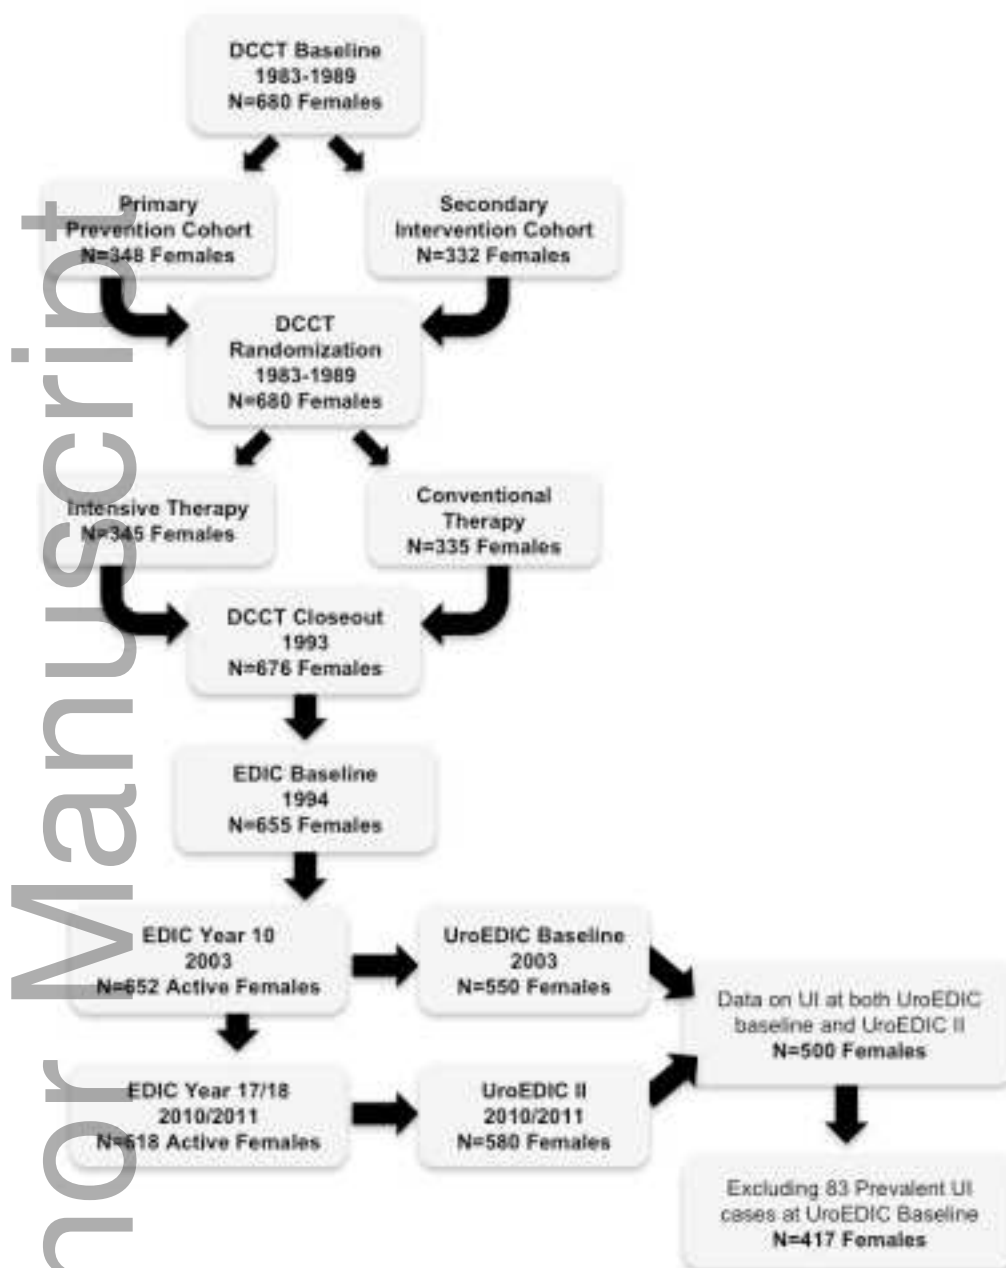 DCCT Baseline
1983-1989
N=680 Females
Primary
Prevention Cohort
N=348 Females
Secondary
Intervention Cohort
N=332 Females
DCCT
Randomization
1983-1989
N=680 Females
Intensive Therapy
N=345 Females
Conventional
Therapy
N=335 Females
DCCT Closeout
1993
N=676 Females
EDIC Baseline
1994
N=655 Females
EDIC Year 10
2003
N=652 Active Females
UroEDIC Baseline
2003
N=550 Females
EDIC Year 17/18
2010/2011
N=618 Active Females
UroEDIC II
2010/2011
N=580 Females
Data on UI at both UroEDIC
baseline and UroEDIC II
N=500 Females
Excluding 83 Prevalent UI
cases at UroEDIC Baseline
N=417 Females
nor Manuscript